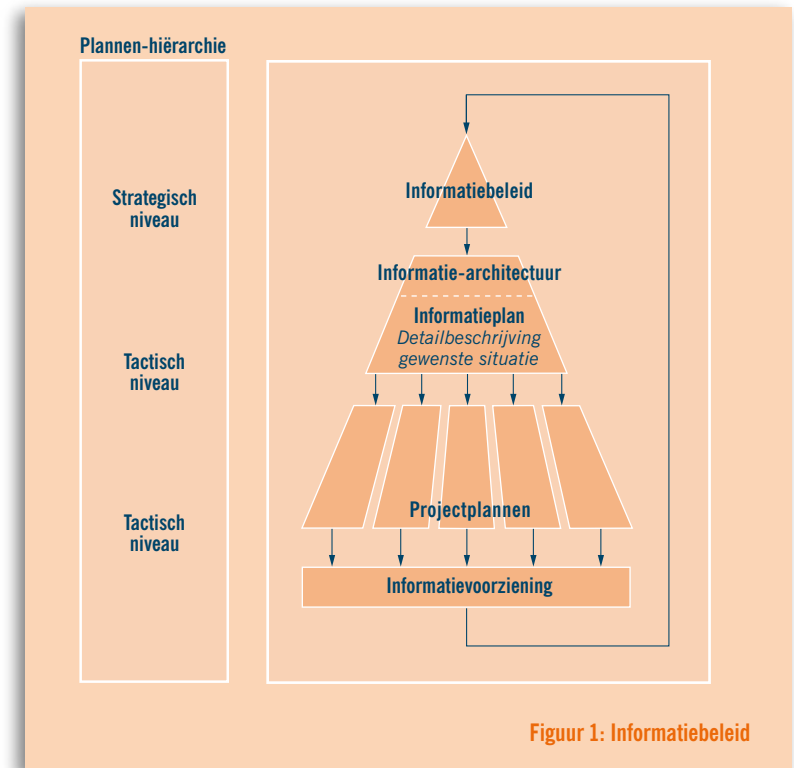 Plannen-hiërarchie
Strategisch
niveau
Tactisch
niveau
Tactisch
niveau
Informatiebeleid
Informatie-architectuur
Informatieplan
Detailbeschrijving
gewenste situatie
Projectplannen
Informatievoorziening
Figuur 1: Informatiebeleid